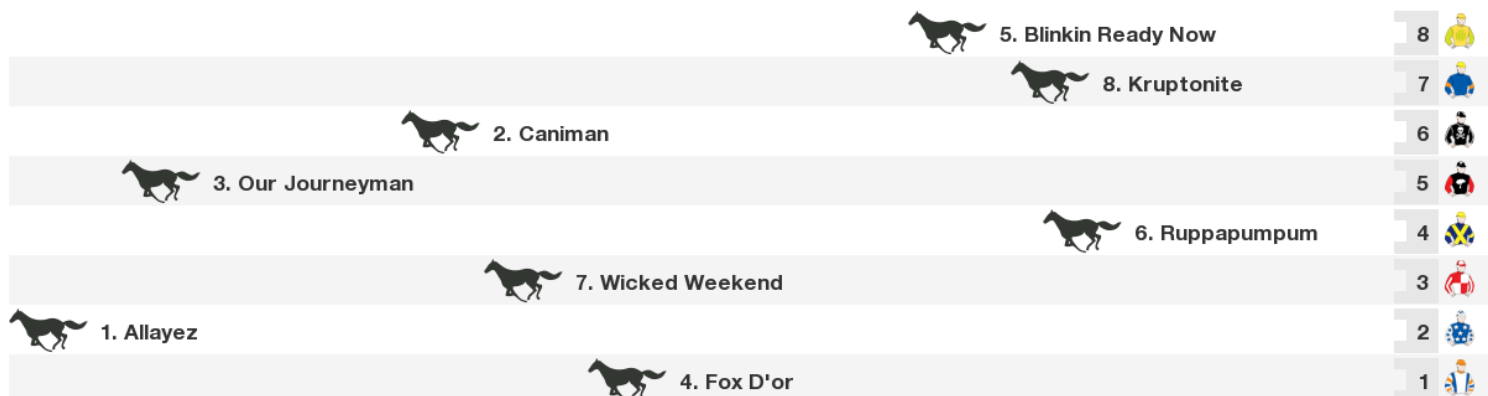 5. Blinkin Ready Now 8
8. Kruptonite 7
2. Caniman 6
3. Our Journeyman 5
6. Ruppapumpum 4
7. Wicked Weekend 3
1. Allayez 2
4. Fox D'or 1